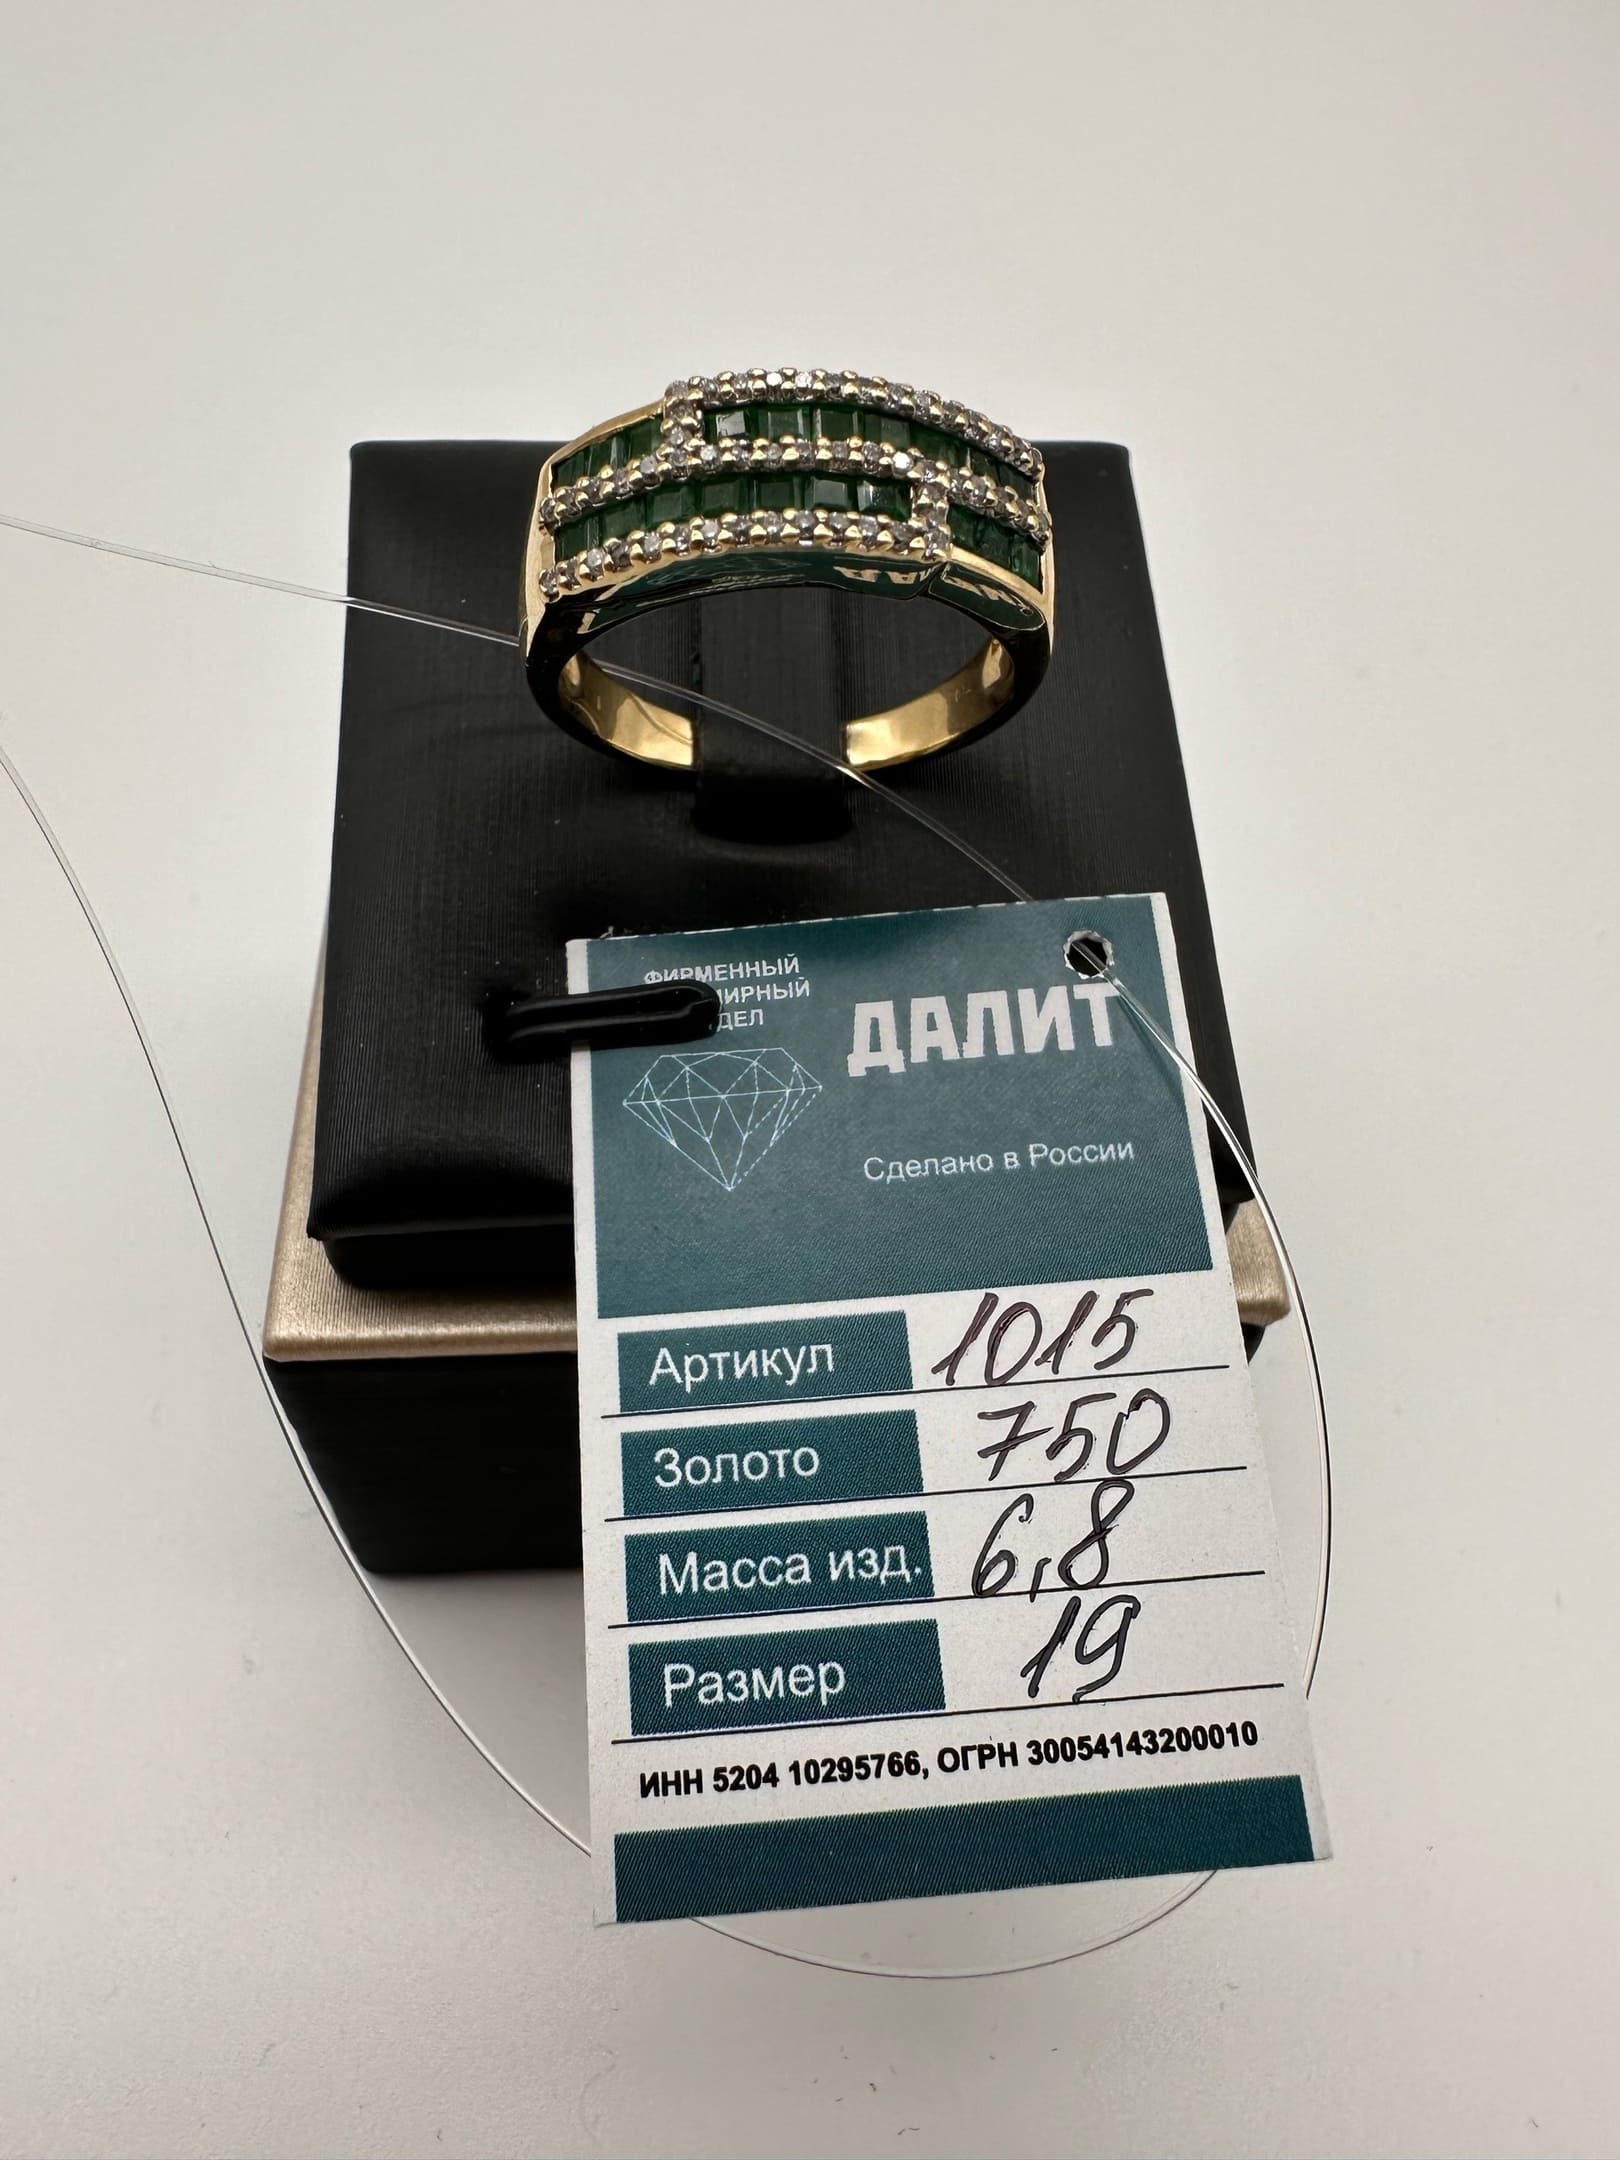 ФИРМЕННЫЙ
ДАЛИТ
Сделано в России
Артикул 1015
Золото 750
Масса изд. 6,8
Размер 19
ИНН 5204 10295766, ОГРН 30054143200010